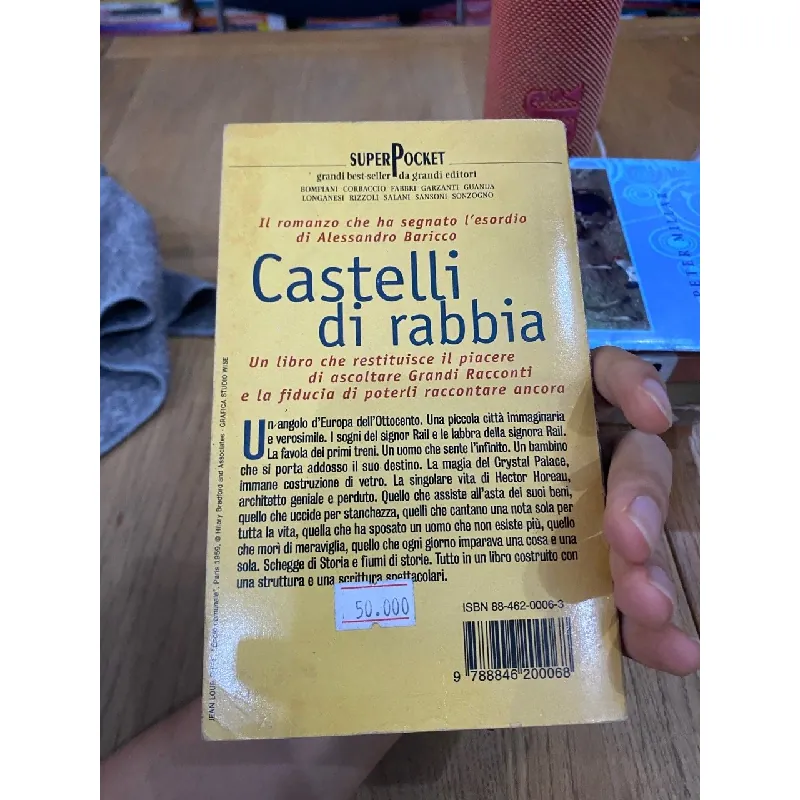 SUPERPOCKET
grandi best-seller da grandi editori
BOMPIANI CORBACCIO FABBRI GARZANTI GUANDA
LONGANESI RIZZOLI SALANI SANSONI SONZOGNO
Il romanzo che ha segnato l'esordio
di Alessandro Baricco
Castelli
di rabbia
Un libro che restituisce il piacere
di ascoltare Grandi Racconti
e la fiducia di poterli raccontare ancora
Un angolo d'Europa dell'Ottocento. Una piccola città immaginaria
e verosimile. I sogni del signor Rail e le labbra della signora Rail.
La favola dei primi treni. Un uomo che sente l'infinito. Un bambino
che si porta addosso il suo destino. La magia del Crystal Palace,
immane costruzione di vetro. La singolare vita di Hector Horeau,
architetto geniale e perduto. Quello che assiste all'asta dei suoi beni,
quello che uccide per stanchezza, quelli che cantano una nota sola per
tutta la vita, quella che ha sposato un uomo che non esiste più, quello
che morì di meraviglia, quello che ogni giorno imparava una cosa e una
sola. Schegge di Storia e fiumi di storie. Tutto in un libro costruito con
una struttura e una scrittura spettacolari.
50.000
ISBN 88-462-0006-3
9 788846 200068
Paris 1969, © Hilary Bradford and Associates - GRAFICA STUDIO WISE
PETER MILLAR